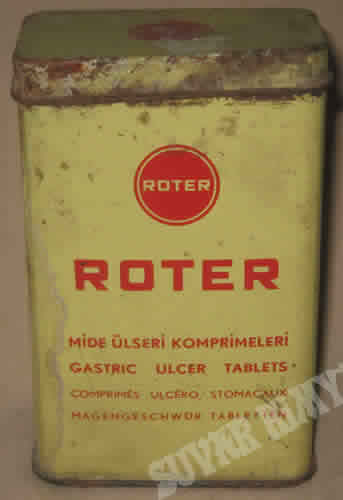 ROTER
ROTER
MİDE ÜLSERİ KOMPRİMELERİ
GASTRIC ULCER TABLETS
COMPRIMÉS ULCÉRO STOMACAUX
MAGENGESCHWÜR TABLETTEN